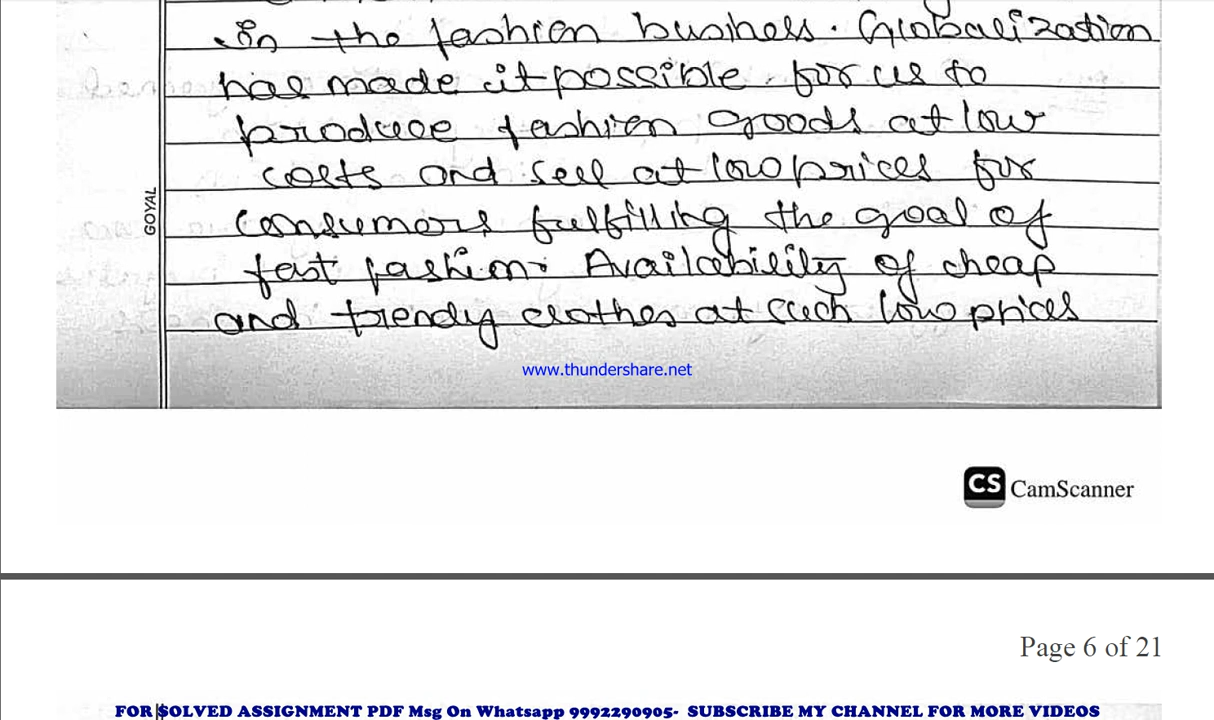 in the fashion business. Globalization
has made it possible for us to
produce fashion goods at low
costs and sell at low prices for
consumers fulfilling the goal of
fast fashion. Availability of cheap
and trendy clothes at such low prices
GOYAL
www.thundershare.net
CS CamScanner
Page 6 of 21
FOR SOLVED ASSIGNMENT PDF Msg On Whatsapp 9992290905- SUBSCRIBE MY CHANNEL FOR MORE VIDEOS